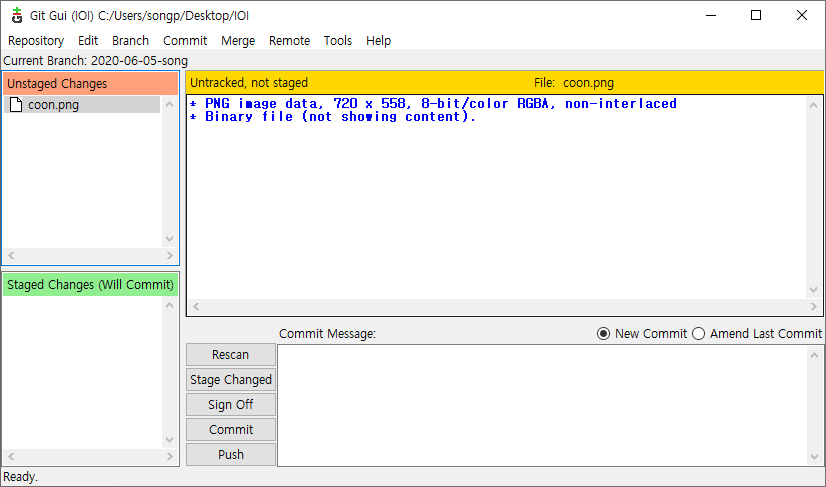 Git Gui (IOI) C:/Users/songp/Desktop/IOI
Repository Edit Branch Commit Merge Remote Tools Help
Current Branch: 2020-06-05-song
Unstaged Changes
coon.png
Untracked, not staged File: coon.png
* PNG image data, 720 x 558, 8-bit/color RGBA, non-interlaced
* Binary file (not showing content).
Staged Changes (Will Commit)
Commit Message: New Commit Amend Last Commit
Rescan
Stage Changed
Sign Off
Commit
Push
Ready.